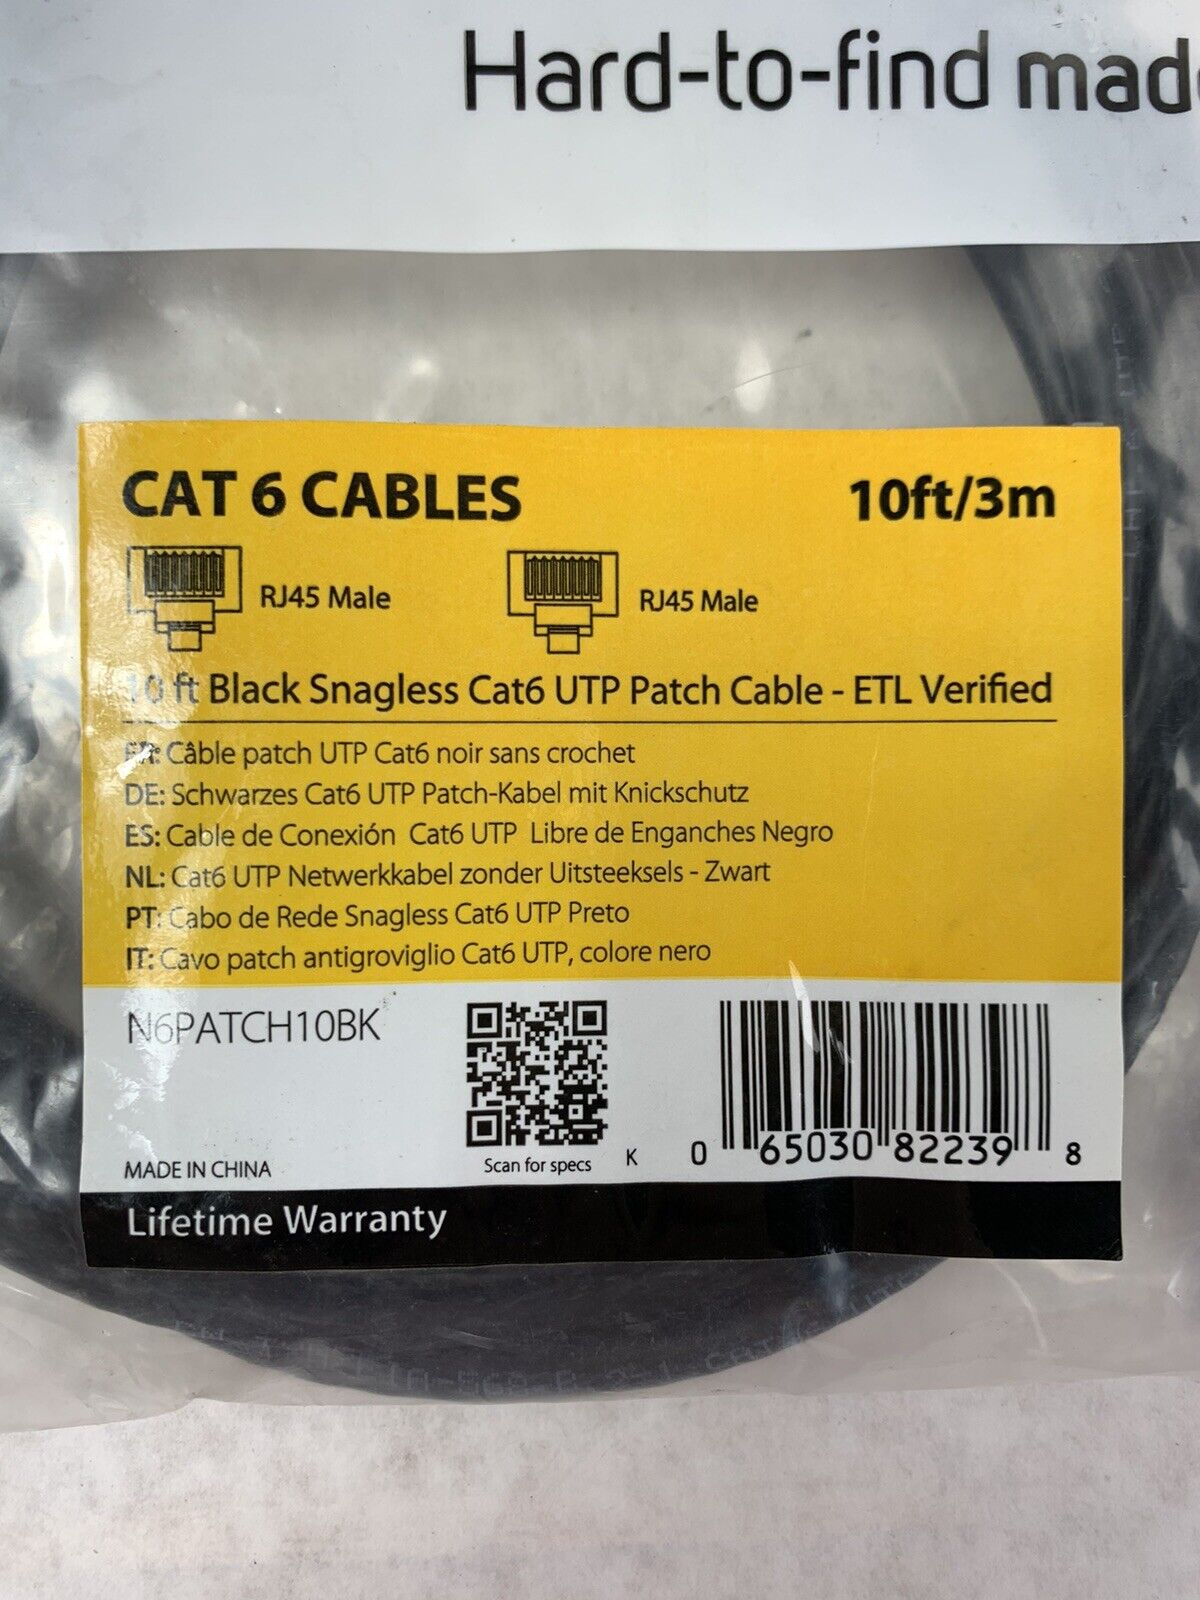 Hard-to-find
CAT 6 CABLES 10ft/3m
RJ45 Male RJ45 Male
10 ft Black Snagless Cat6 UTP Patch Cable - ETL Verified
FR: Câble patch UTP Cat6 noir sans crochet
DE: Schwarzes Cat6 UTP Patch-Kabel mit Knickschutz
ES: Cable de Conexión Cat6 UTP Libre de Enganches Negro
NL: Cat6 UTP Netwerkkabel zonder Uitsteeksels - Zwart
PT: Cabo de Rede Snagless Cat6 UTP Preto
IT: Cavo patch antigroviglio Cat6 UTP, colore nero
N6PATCH10BK
MADE IN CHINA Scan for specs K 0 65030 82239 8
Lifetime Warranty